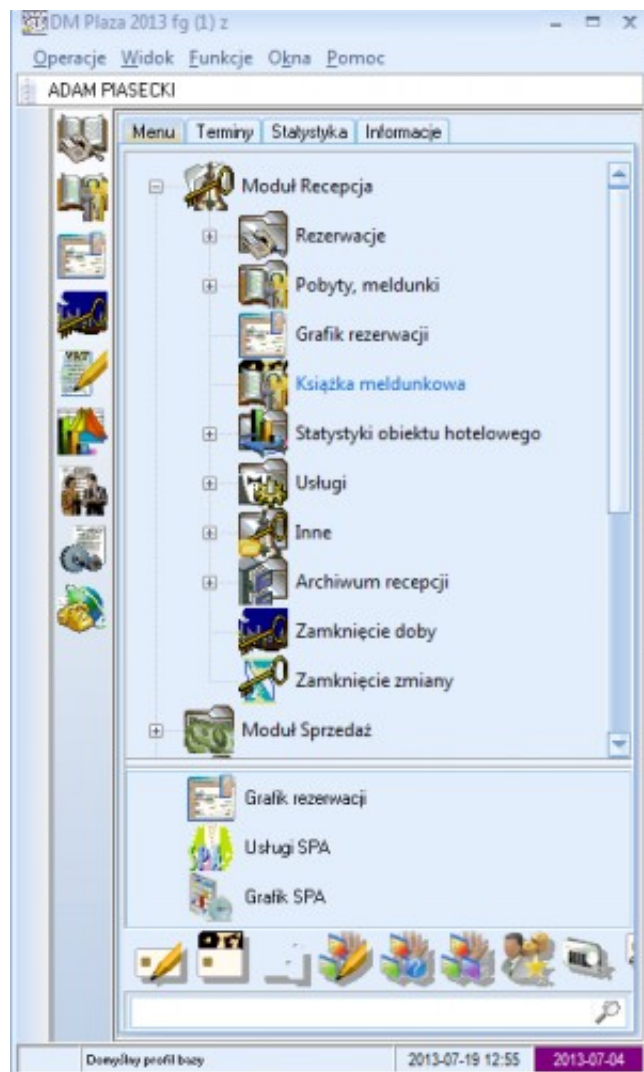 DM Plaza 2013 fg (1) z
Operacje Widok Funkcje Okna Pomoc
ADAM PIASECKI
Menu Terminy Statystyka Informacje
Moduł Recepcja
Rezerwacje
Pobyty, meldunki
Grafik rezerwacji
Książka meldunkowa
Statystyki obiektu hotelowego
Usługi
Inne
Archiwum recepcji
Zamknięcie doby
Zamknięcie zmiany
Moduł Sprzedaż
Grafik rezerwacji
Usługi SPA
Grafik SPA
Domyślny profil bazy 2013-07-19 12:55 2013-07-04